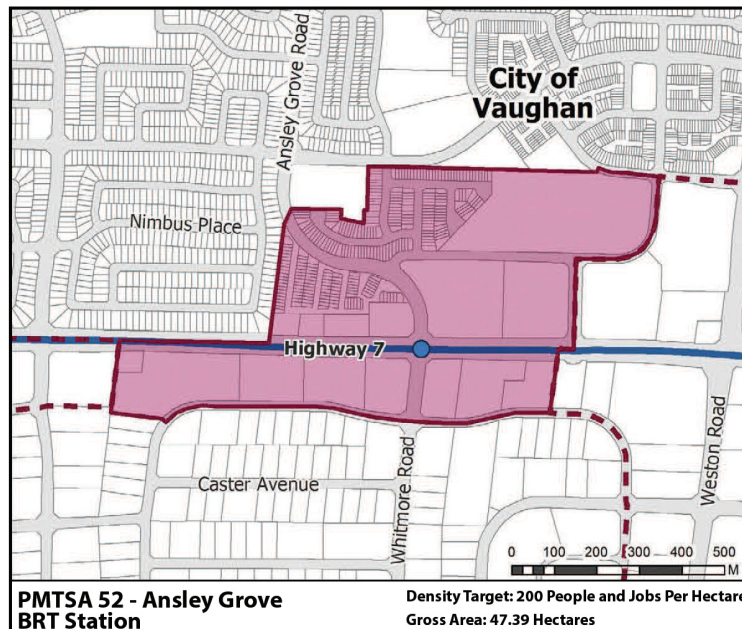 City of
Vaughan
Ansley Grove Road
Nimbus Place
Highway 7
Caster Avenue
Whitmore Road
Weston Road
0 100 200 300 400 500
M
PMTSA 52 - Ansley Grove
BRT Station
Density Target: 200 People and Jobs Per Hectare
Gross Area: 47.39 Hectares